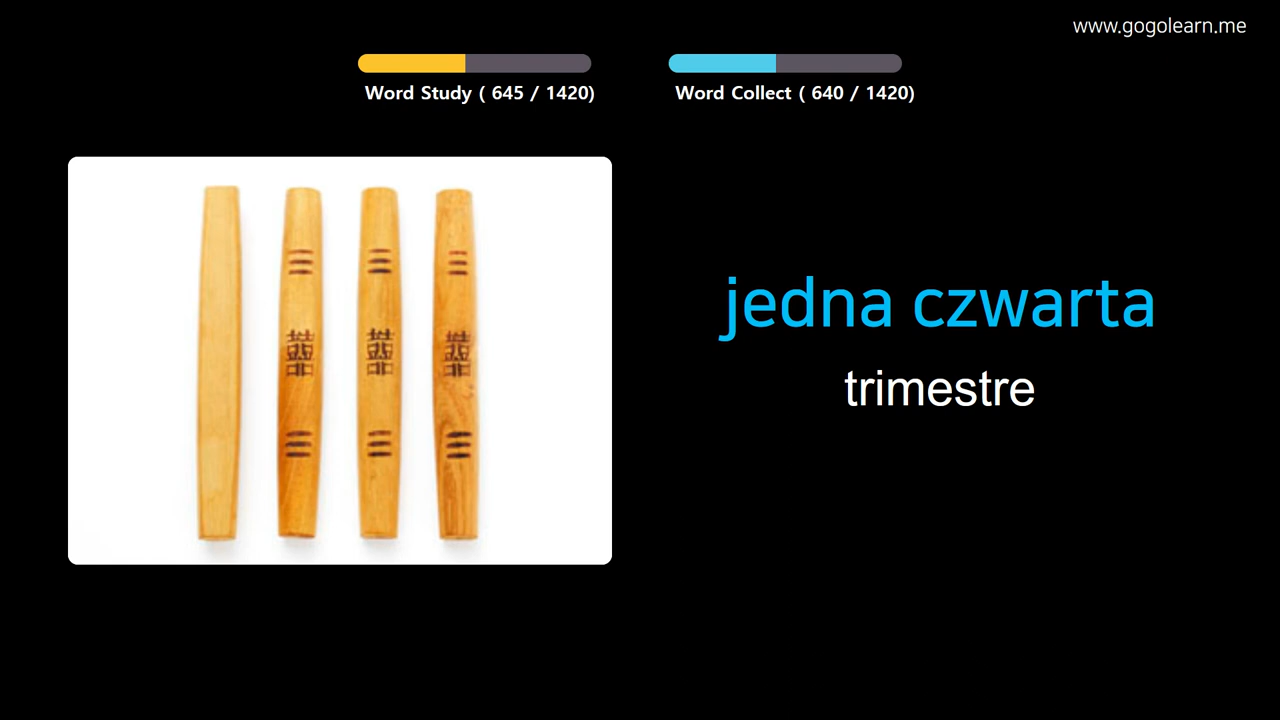 www.gogolearn.me
Word Study ( 645 / 1420)
Word Collect ( 640 / 1420)
jedna czwarta
trimestre